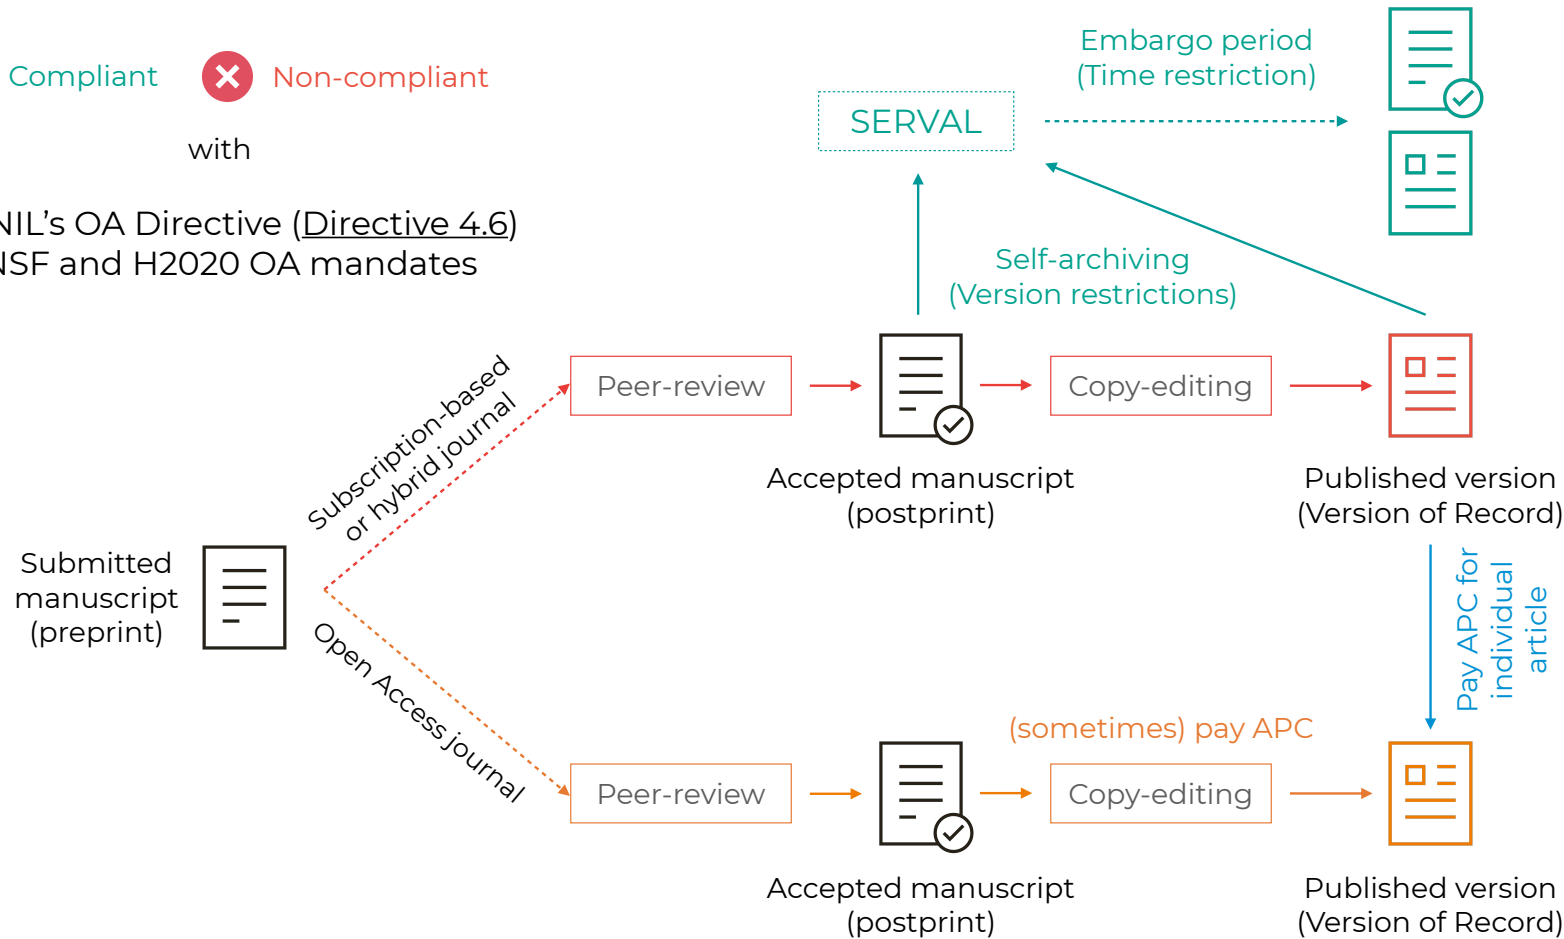 Compliant
Non-compliant
with
NIL’s OA Directive (Directive 4.6)
NSF and H2020 OA mandates
SERVAL
Embargo period
(Time restriction)
Self-archiving
(Version restrictions)
Subscription-based
or hybrid journal
Peer-review
Copy-editing
Accepted manuscript
(postprint)
Published version
(Version of Record)
Submitted
manuscript
(preprint)
Pay APC for
individual
article
Open Access journal
(sometimes) pay APC
Peer-review
Copy-editing
Accepted manuscript
(postprint)
Published version
(Version of Record)